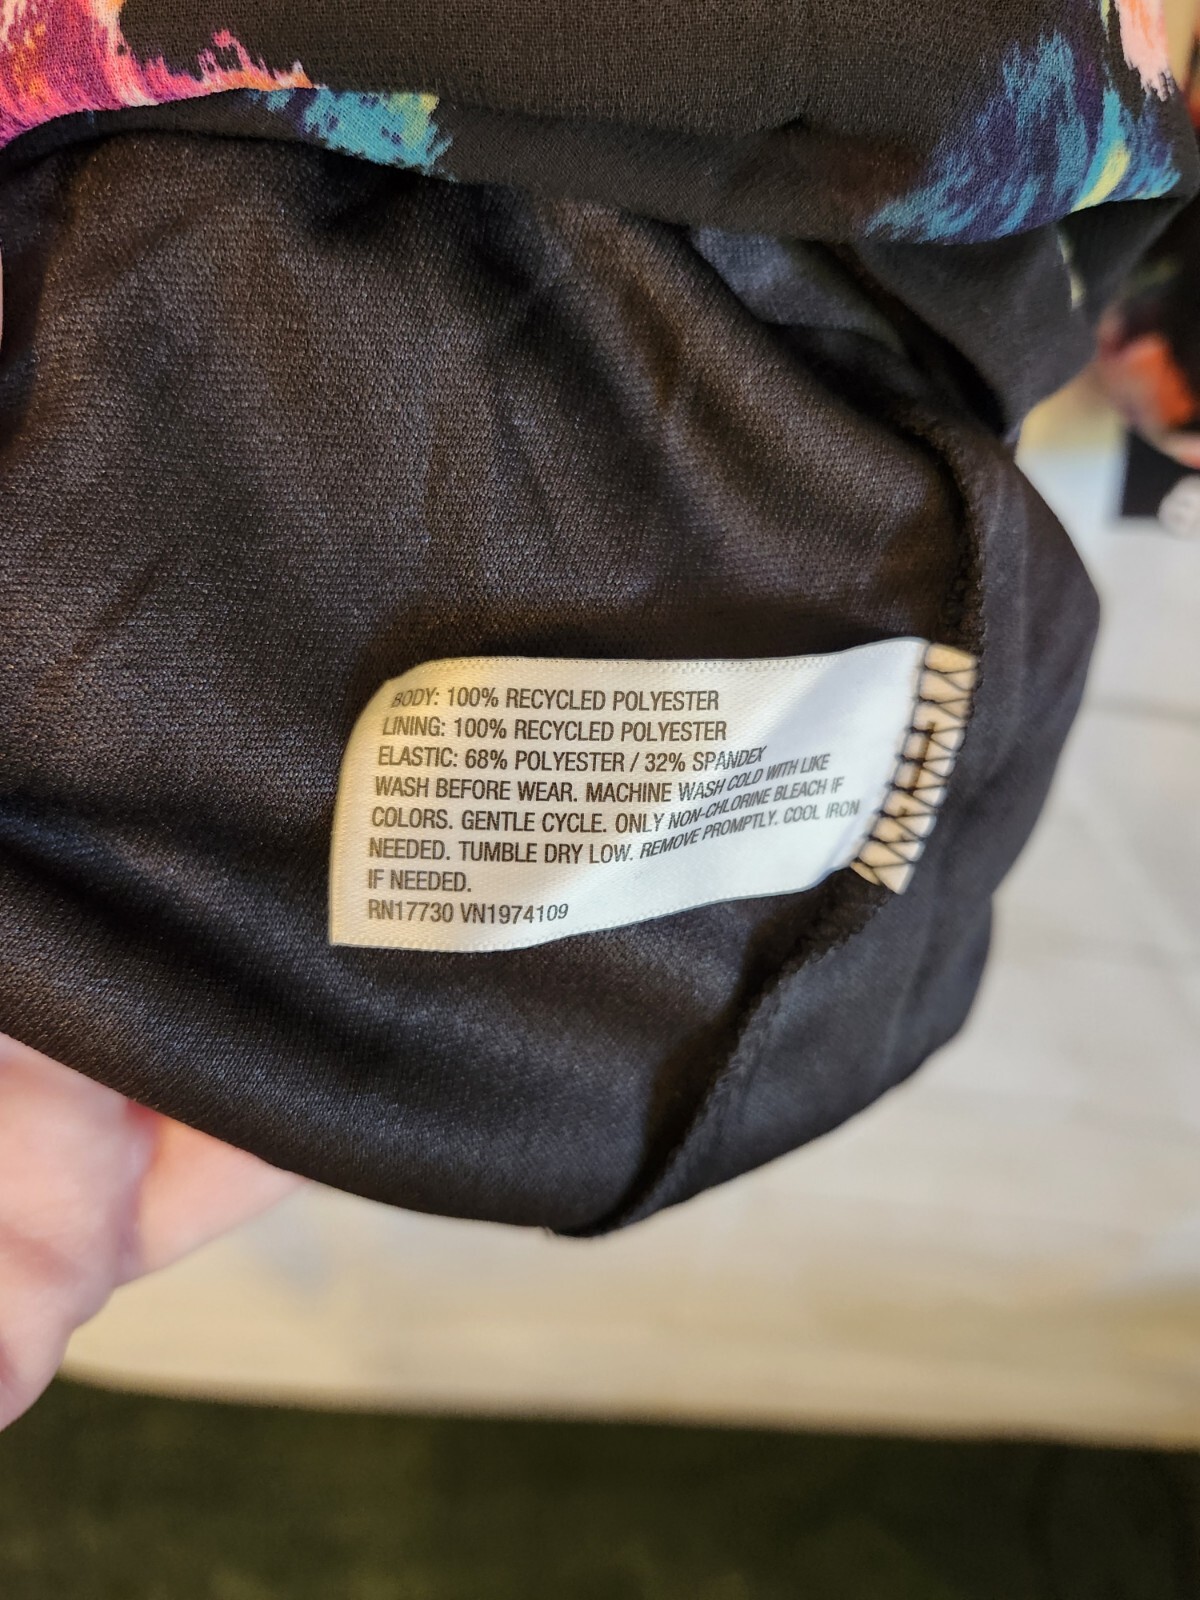 BODY: 100% RECYCLED POLYESTER
LINING: 100% RECYCLED POLYESTER
ELASTIC: 68% POLYESTER / 32% SPANDEX
WASH BEFORE WEAR. MACHINE WASH COLD WITH LIKE
COLORS. GENTLE CYCLE. ONLY NON-CHLORINE BLEACH IF
NEEDED. TUMBLE DRY LOW. REMOVE PROMPTLY. COOL IRON
IF NEEDED.
RN17730 VN1974109